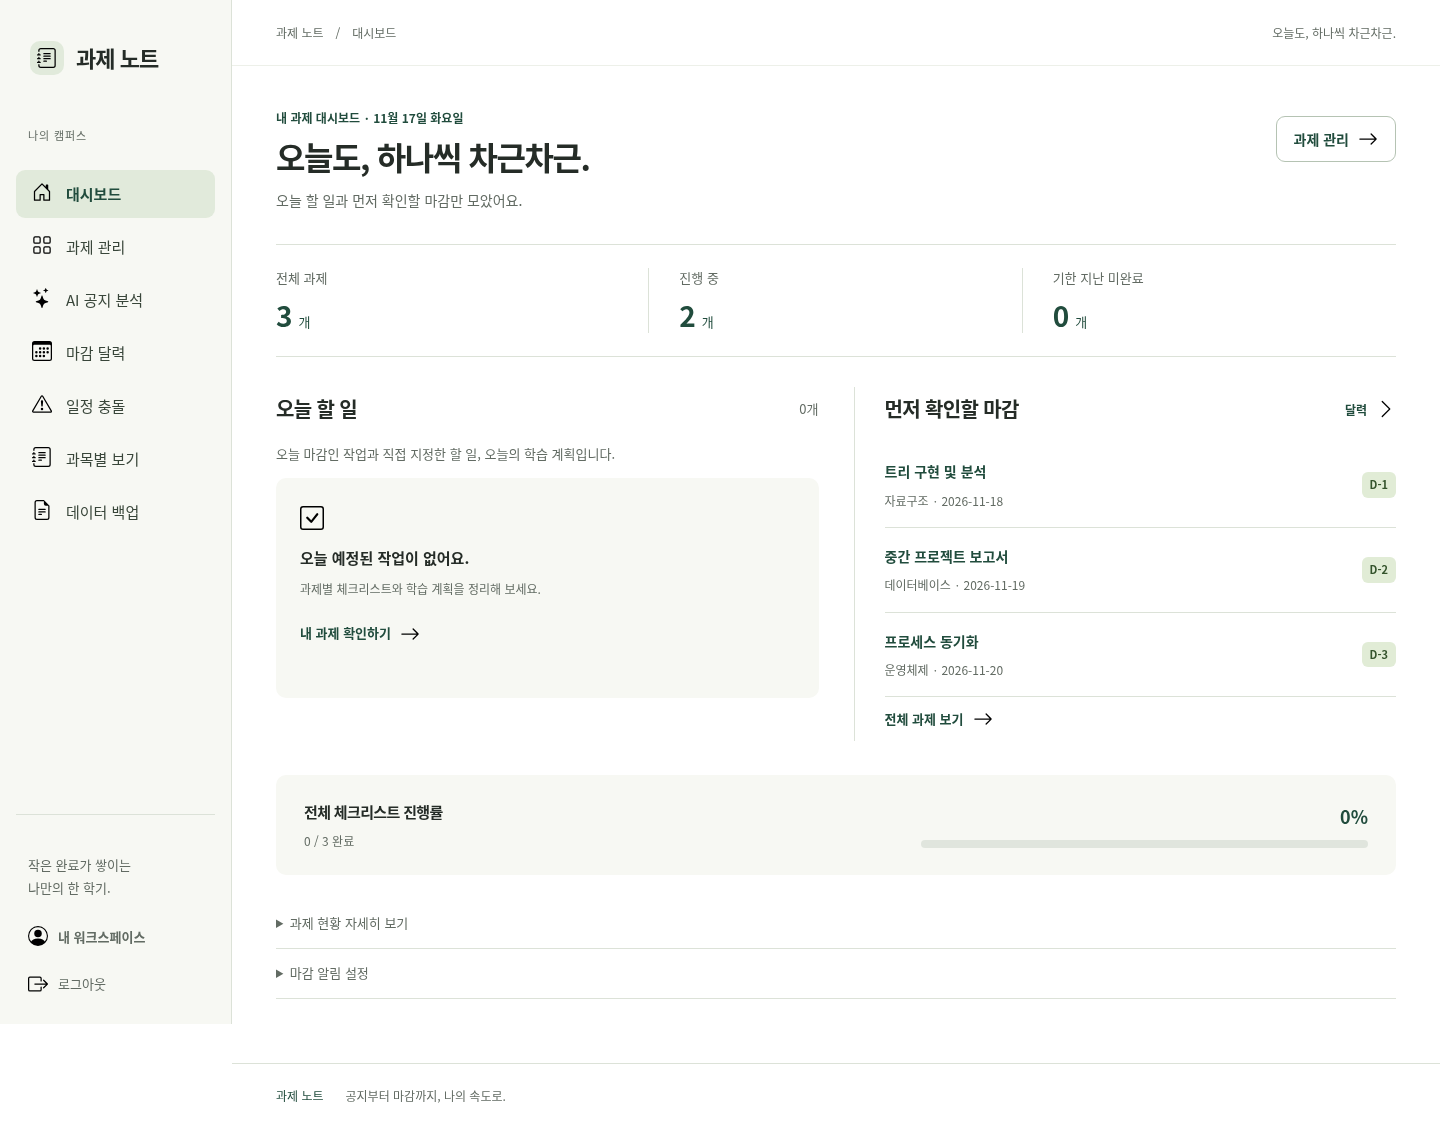 과제 노트
나의 캠퍼스
대시보드
과제 관리
AI 공지 분석
마감 달력
일정 충돌
과목별 보기
데이터 백업
작은 완료가 쌓이는
나만의 한 학기.
내 워크스페이스
로그아웃
과제 노트 / 대시보드
오늘도, 하나씩 차근차근.
내 과제 대시보드 · 11월 17일 화요일
오늘도, 하나씩 차근차근.
오늘 할 일과 먼저 확인할 마감만 모았어요.
과제 관리
전체 과제
3 개
진행 중
2 개
기한 지난 미완료
0 개
오늘 할 일
0개
오늘 마감인 작업과 직접 지정한 할 일, 오늘의 학습 계획입니다.
오늘 예정된 작업이 없어요.
과제별 체크리스트와 학습 계획을 정리해 보세요.
내 과제 확인하기
먼저 확인할 마감
달력
트리 구현 및 분석
자료구조 · 2026-11-18
D-1
중간 프로젝트 보고서
데이터베이스 · 2026-11-19
D-2
프로세스 동기화
운영체제 · 2026-11-20
D-3
전체 과제 보기
전체 체크리스트 진행률
0 / 3 완료
0%
과제 현황 자세히 보기
마감 알림 설정
과제 노트
공지부터 마감까지, 나의 속도로.